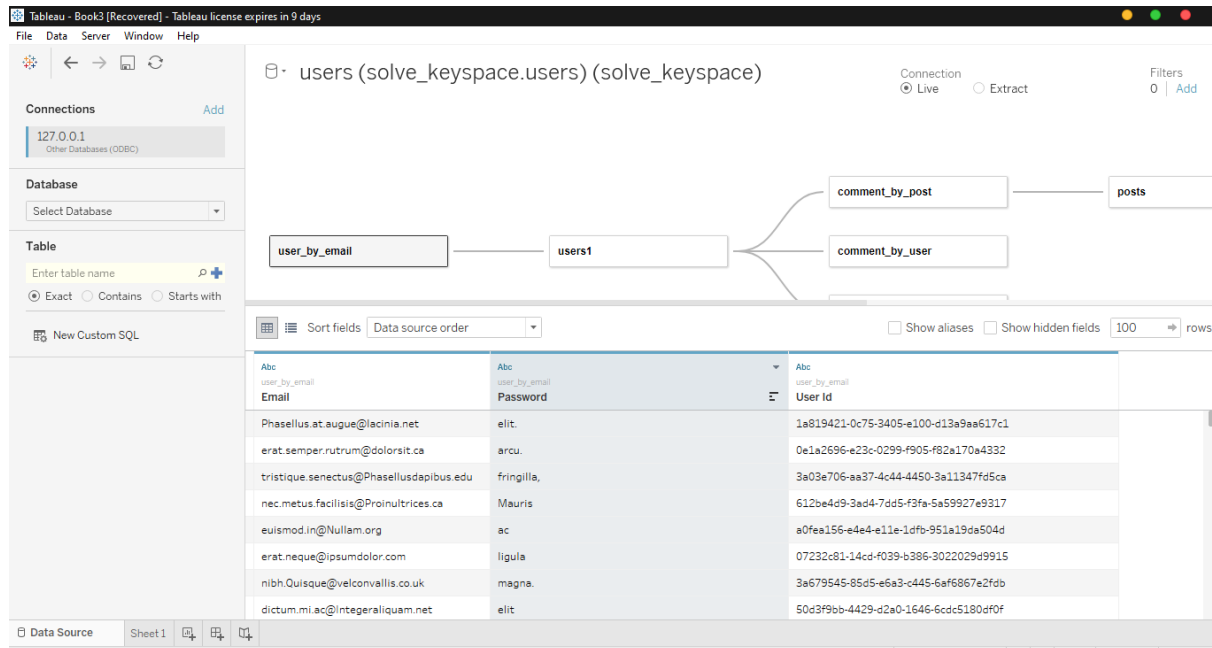 Tableau - Book3 [Recovered] - Tableau license expires in 9 days
File Data Server Window Help
users (solve_keyspace.users) (solve_keyspace)
Connection
Live Extract
Filters
0 Add
Connections Add
127.0.0.1
Other Databases (ODBC)
Database
Select Database
Table
Enter table name
Exact Contains Starts with
New Custom SQL
comment_by_post posts
user_by_email users1 comment_by_user
Sort fields Data source order Show aliases Show hidden fields 100 rows
Abc Abc Abc
user_by_email user_by_email user_by_email
Email Password User Id
Phasellus.at.augue@lacinia.net elit. 1a819421-0c75-3405-e100-d13a9aa617c1
erat.semper.rutrum@dolorsit.ca arcu. 0e1a2696-e23c-0299-f905-f82a170a4332
tristique.senectus@Phasellusdapibus.edu fringilla, 3a03e706-aa37-4c44-4450-3a11347fd5ca
nec.metus.facilisis@Proinultrices.ca Mauris 612be4d9-3ad4-7dd5-f3fa-5a59927e9317
euismod.in@Nullam.org ac a0fea156-e4e4-e11e-1dfb-951a19da504d
erat.neque@ipsumdolor.com ligula 07232c81-14cd-f039-b386-3022029d9915
nibh.Quisque@velconvallis.co.uk magna. 3a679545-85d5-e6a3-c445-6af6867e2fdb
dictum.mi.ac@Integeraliquam.net elit 50d3f9bb-4429-d2a0-1646-6cdc5180df0f
Data Source Sheet 1